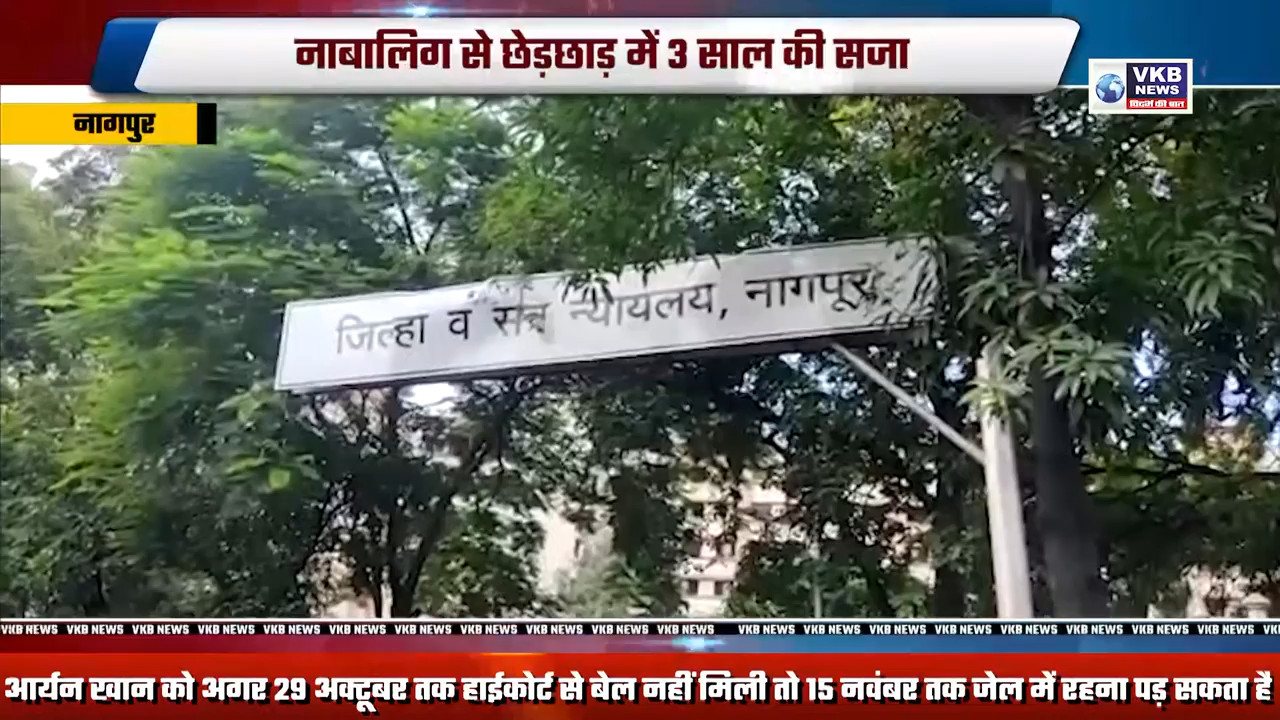 नाबालिग से छेड़छाड़ में 3 साल की सजा
VKB
NEWS
विदर्भ की बात
नागपुर
जिल्हा व सत्र न्यायलय, नागपूर
VKB NEWS VKB NEWS VKB NEWS VKB NEWS VKB NEWS VKB NEWS VKB NEWS VKB NEWS VKB NEWS VKB NEWS VKB NEWS VKB NEWS VKB NEWS VKB NEWS VKB NEWS VKB NEWS VKB NEWS VKB NEWS VKB NEWS
आर्यन खान को अगर 29 अक्टूबर तक हाईकोर्ट से बेल नहीं मिली तो 15 नवंबर तक जेल में रहना पड़ सकता है